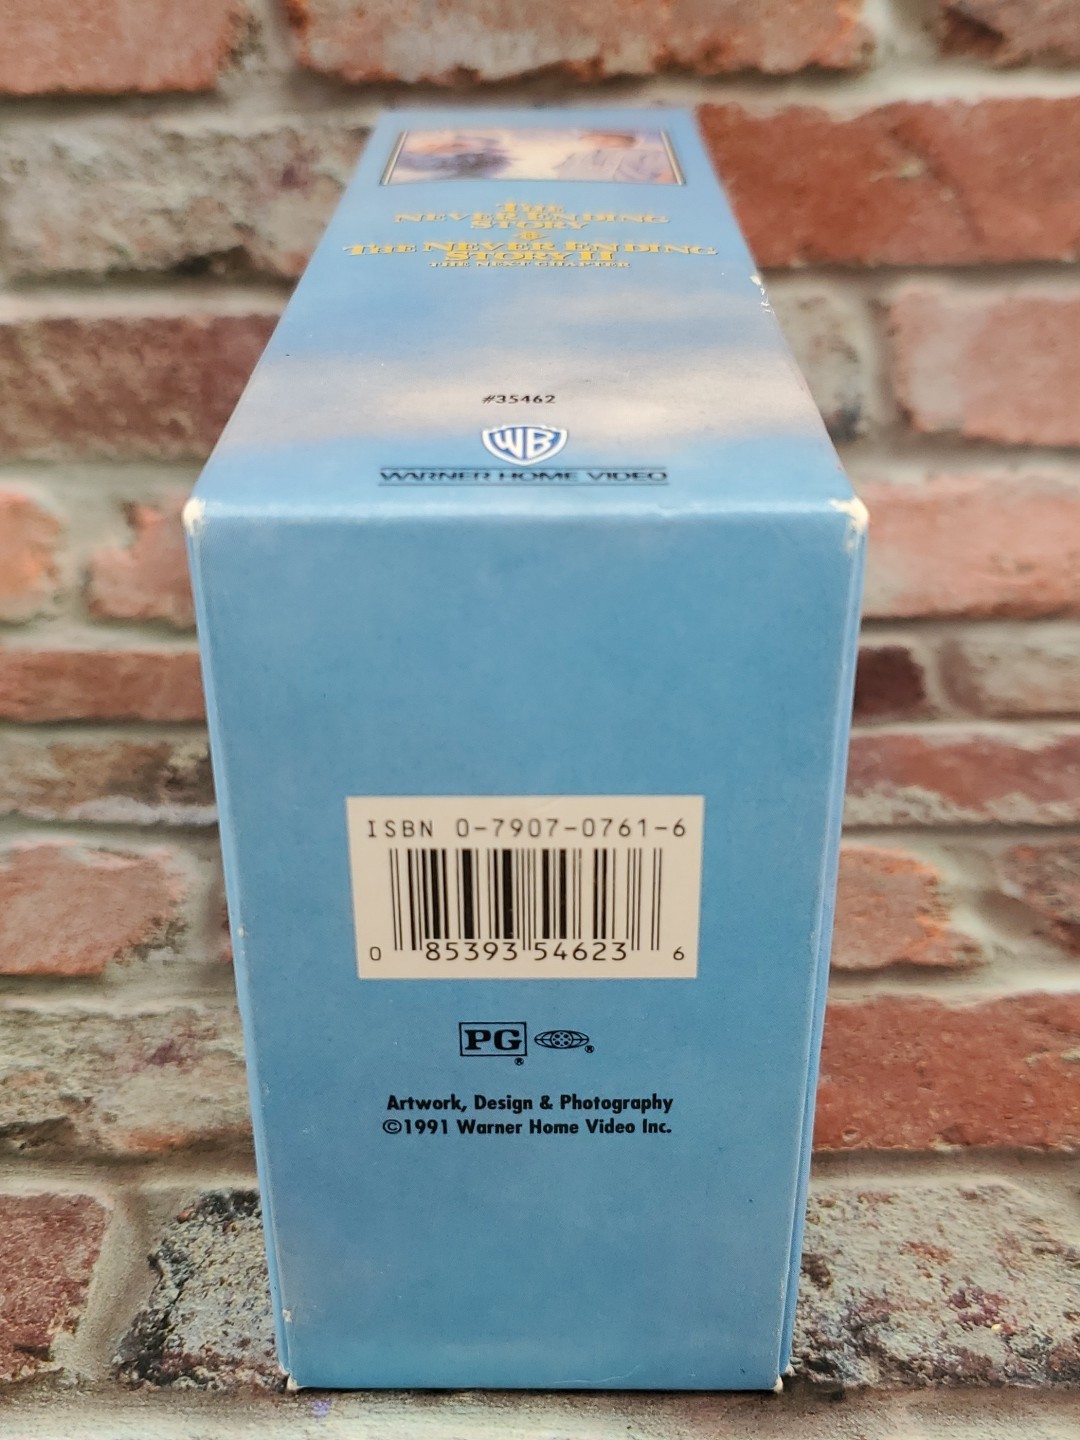 THE
NEVER ENDING
STORY
&
THE NEVER ENDING
STORY II
THE NEXT CHAPTER
#35462
WB
WARNER HOME VIDEO
ISBN 0-7907-0761-6
0 85393 54623 6
PG ®
®
Artwork, Design & Photography
©1991 Warner Home Video Inc.